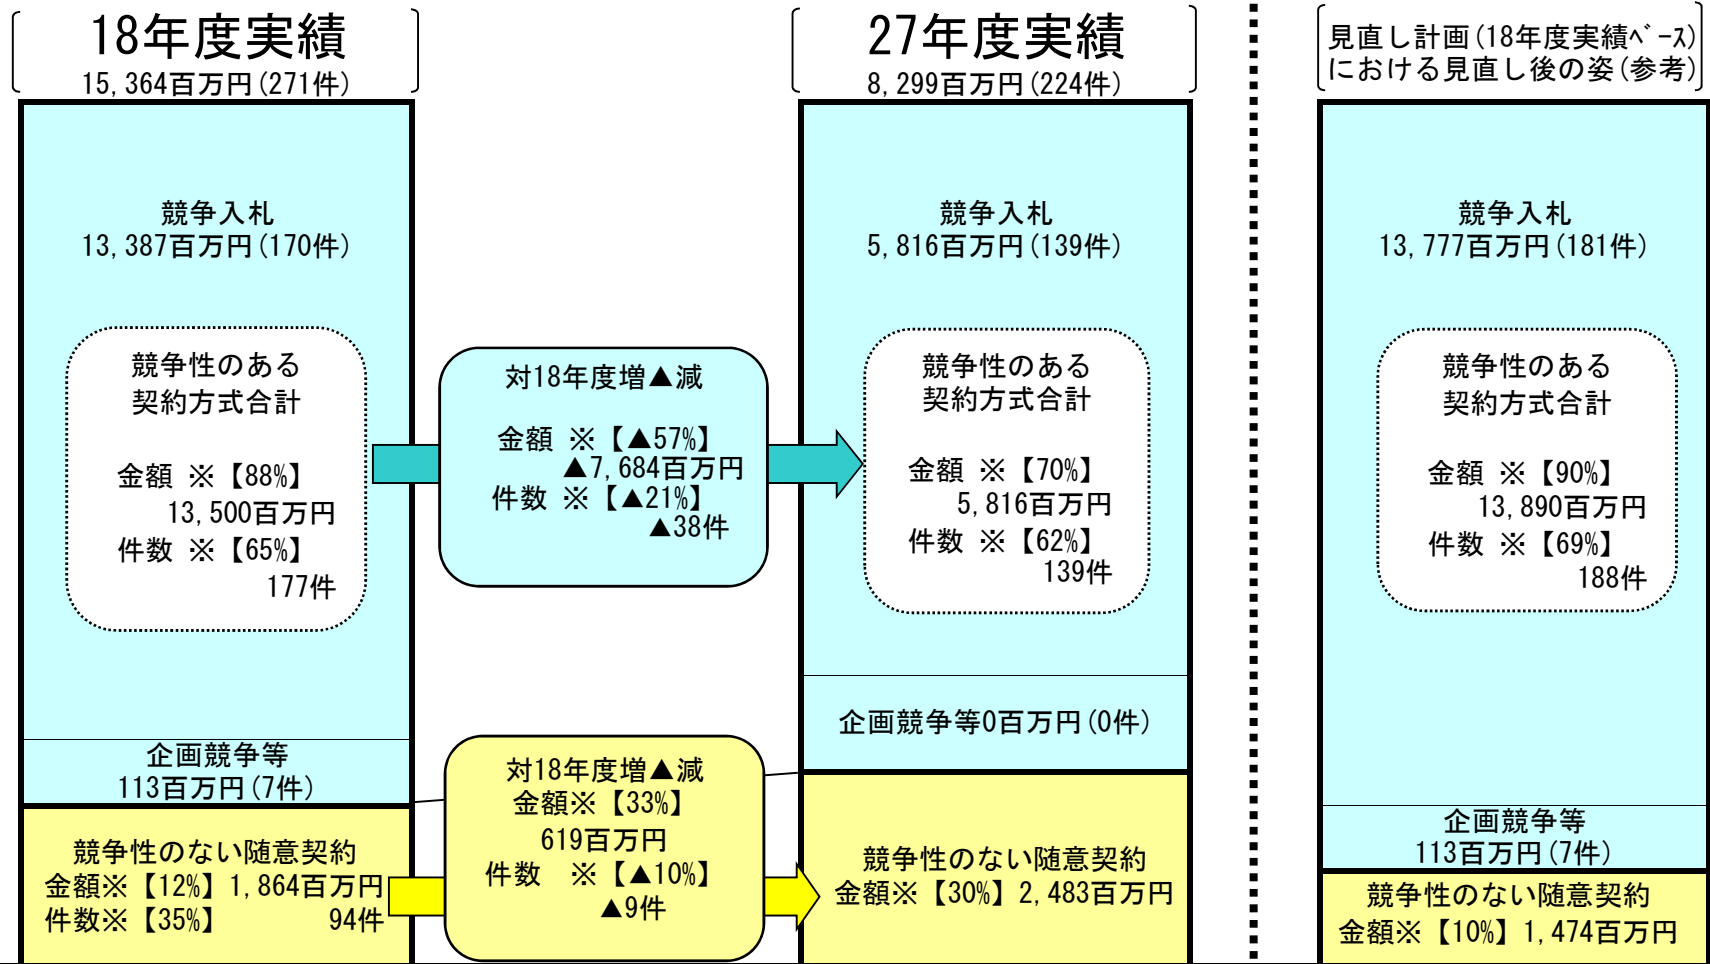 18年度実績
15,364百万円(271件)
競争入札
13,387百万円(170件)
競争性のある
契約方式合計
金額 ※【88%】
13,500百万円
件数 ※【65%】
177件
企画競争等
113百万円(7件)
競争性のない随意契約
金額※【12%】1,864百万円
件数※【35%】 94件
対18年度増▲減
金額 ※【▲57%】
▲7,684百万円
件数 ※【▲21%】
▲38件
対18年度増▲減
金額※【33%】
619百万円
件数 ※【▲10%】
▲9件
27年度実績
8,299百万円(224件)
競争入札
5,816百万円(139件)
競争性のある
契約方式合計
金額 ※【70%】
5,816百万円
件数 ※【62%】
139件
企画競争等0百万円(0件)
競争性のない随意契約
金額※【30%】2,483百万円
見直し計画(18年度実績ﾍﾞｰｽ)
における見直し後の姿(参考)
競争入札
13,777百万円(181件)
競争性のある
契約方式合計
金額 ※【90%】
13,890百万円
件数 ※【69%】
188件
企画競争等
113百万円(7件)
競争性のない随意契約
金額※【10%】1,474百万円